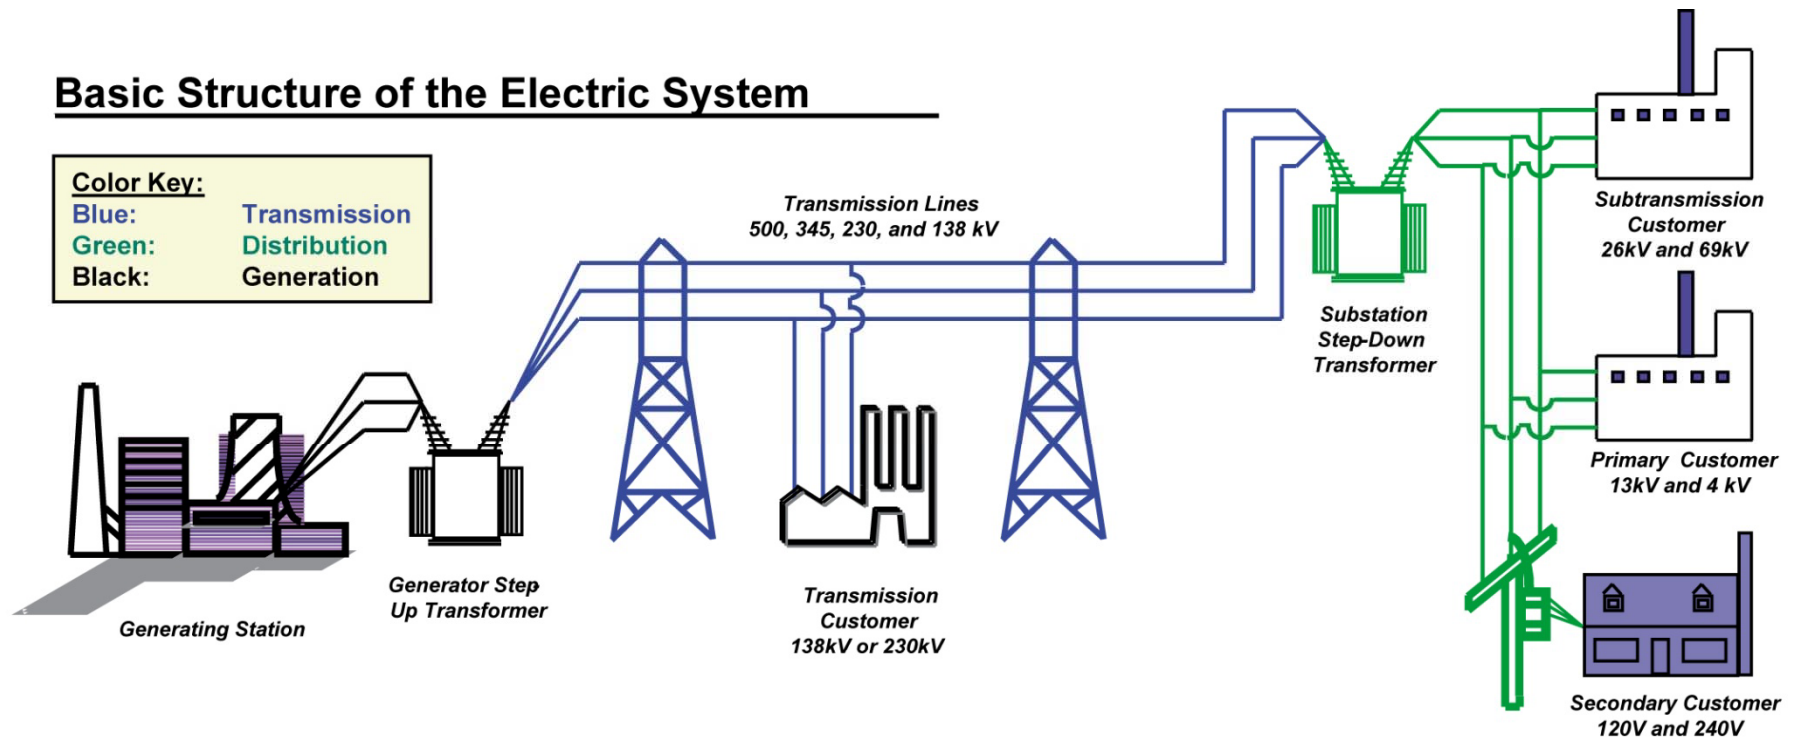 Basic Structure of the Electric System
Color Key:
Blue: Transmission
Green: Distribution
Black: Generation
Transmission Lines
500, 345, 230, and 138 kV
Generating Station
Generator Step-
Up Transformer
Transmission
Customer
138kV or 230kV
Substation
Step-Down
Transformer
Subtransmission
Customer
26kV and 69kV
Primary Customer
13kV and 4 kV
Secondary Customer
120V and 240V